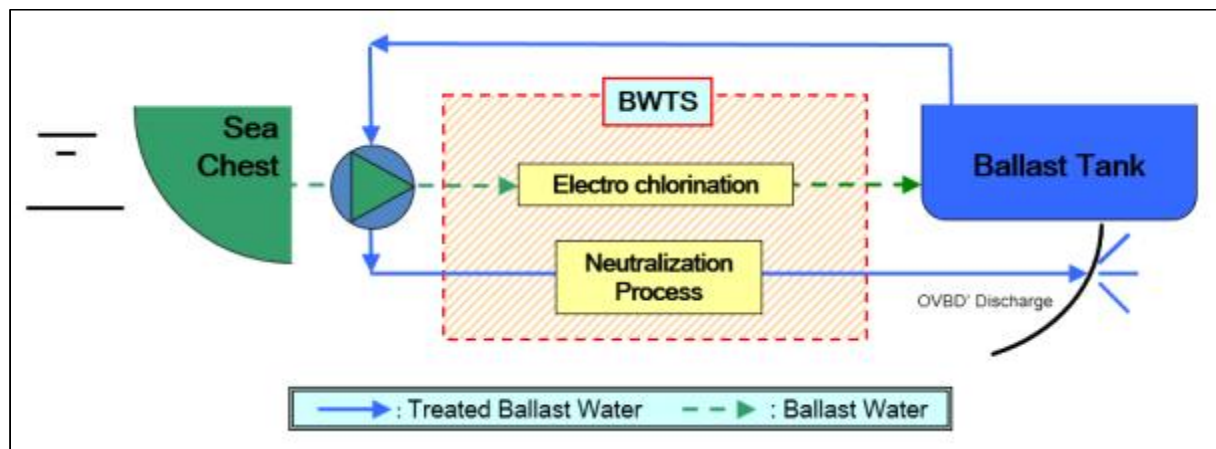 BWTS
Sea
Chest
Ballast Tank
Electro chlorination
Neutralization
Process
OVBD' Discharge
: Treated Ballast Water
: Ballast Water